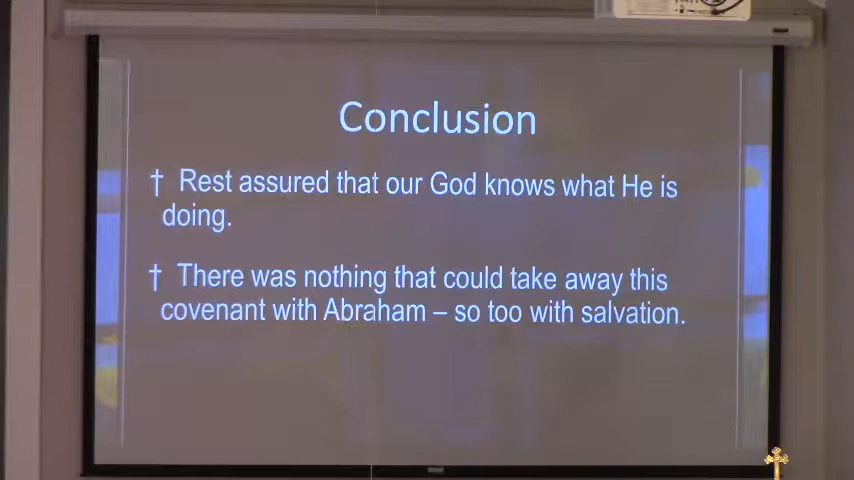 Conclusion
† Rest assured that our God knows what He is
doing.
† There was nothing that could take away this
covenant with Abraham – so too with salvation.